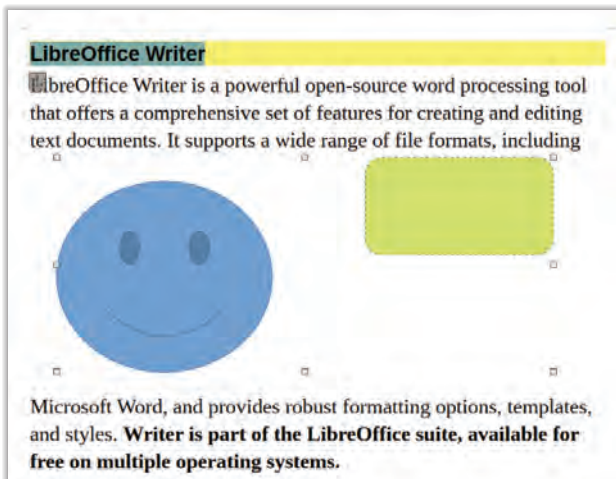 LibreOffice Writer
LibreOffice Writer is a powerful open-source word processing tool
that offers a comprehensive set of features for creating and editing
text documents. It supports a wide range of file formats, including
Microsoft Word, and provides robust formatting options, templates,
and styles. Writer is part of the LibreOffice suite, available for
free on multiple operating systems.